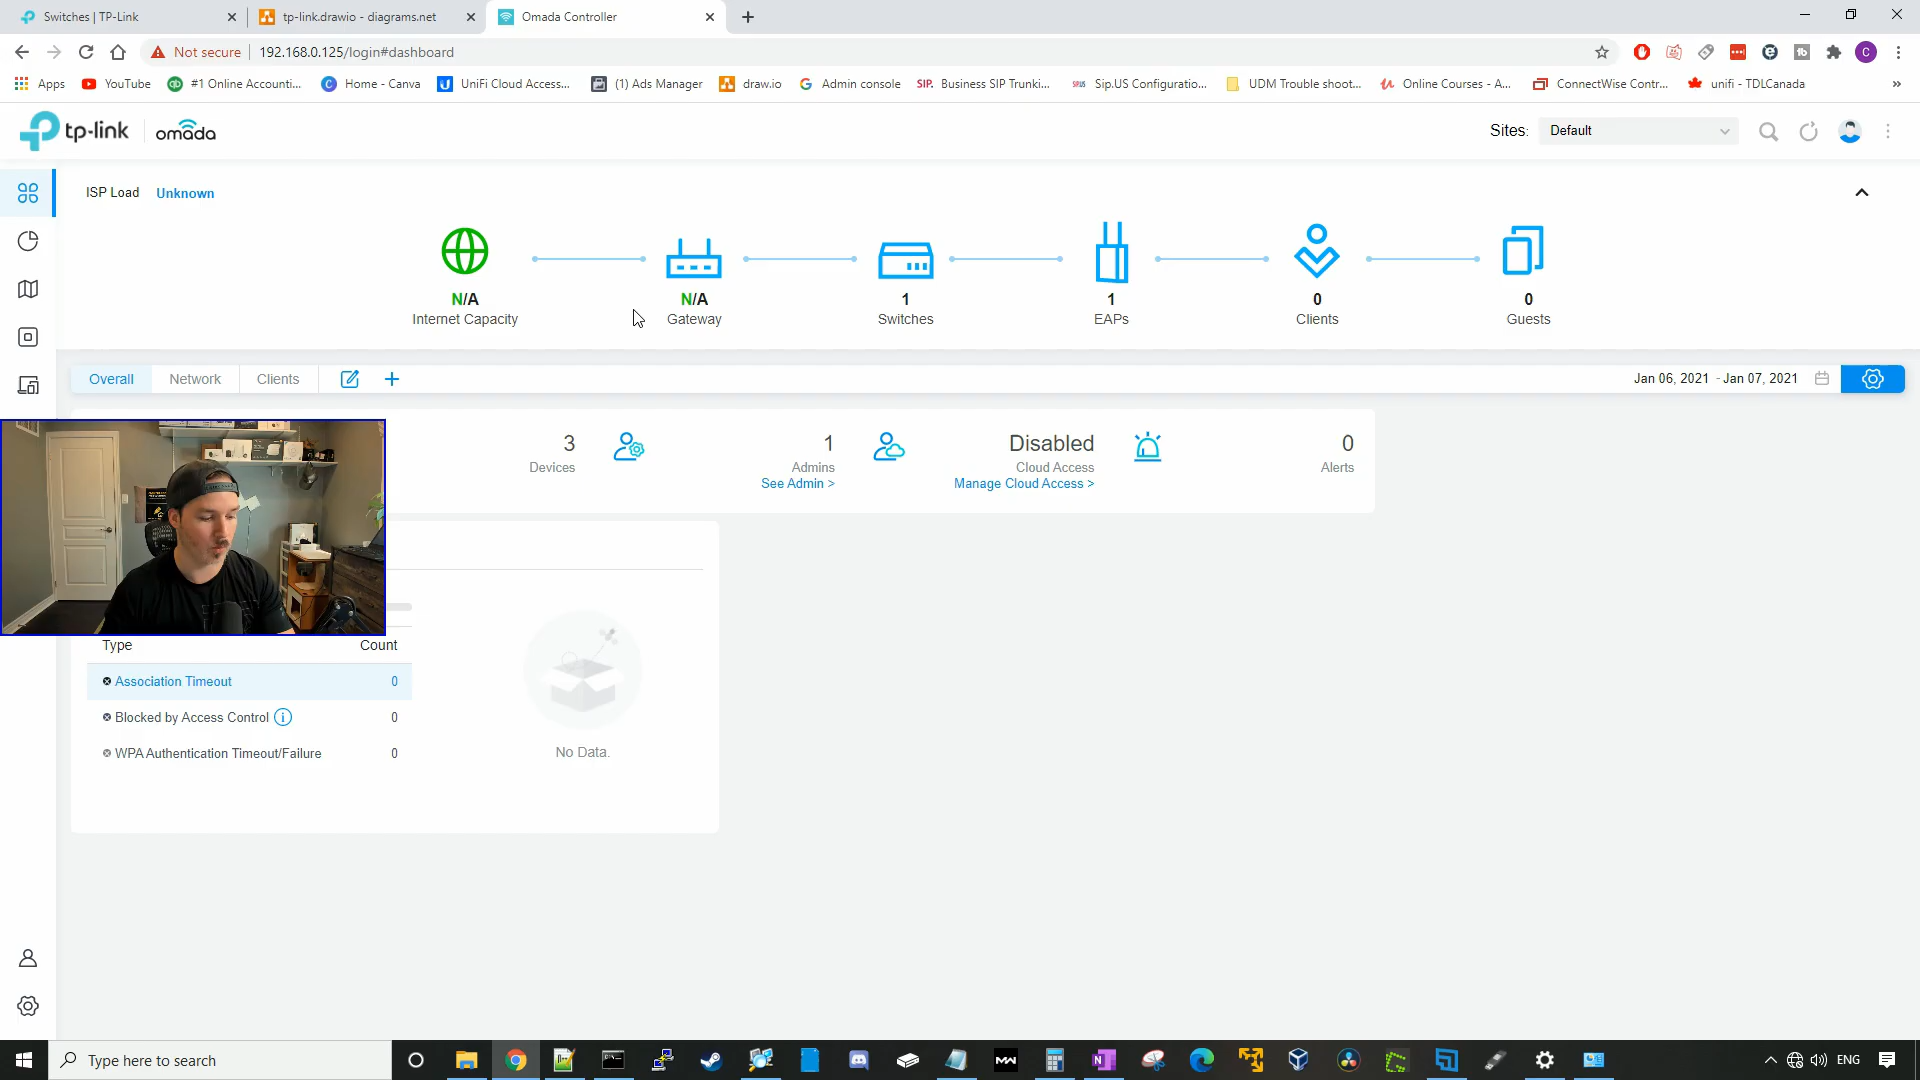 Switches | TP-Link
tp-link.drawio - diagrams.net
Omada Controller
Not secure
192.168.0.125/login#dashboard
Apps
YouTube
#1 Online Accounti...
Home - Canva
UniFi Cloud Access...
(1) Ads Manager
draw.io
Admin console
SIP. Business SIP Trunki...
Sip.US Configuratio...
UDM Trouble shoot...
Online Courses - A...
ConnectWise Contr...
unifi - TDLCanada
tp-link
omada
Sites:
Default
ISP Load
Unknown
N/A
Internet Capacity
N/A
Gateway
1
Switches
1
EAPs
0
Clients
0
Guests
Overall
Network
Clients
Jan 06, 2021 - Jan 07, 2021
3
Devices
1
Admins
See Admin >
Disabled
Cloud Access
Manage Cloud Access >
0
Alerts
Type
Count
Association Timeout
0
Blocked by Access Control
0
WPA Authentication Timeout/Failure
0
No Data.
Type here to search
ENG